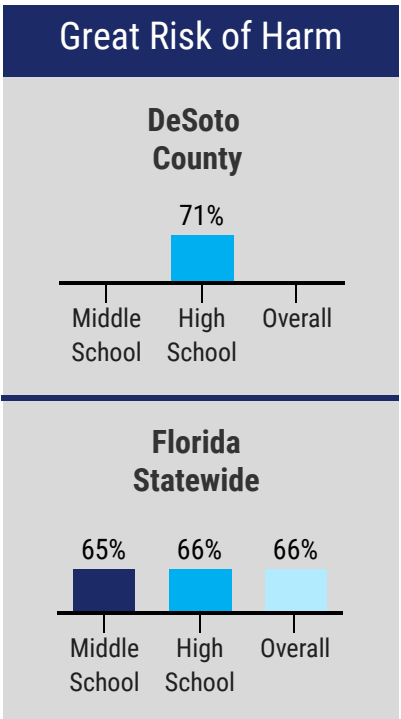 Great Risk of Harm
DeSoto
County
71%
Middle School
High School
Overall
Florida
Statewide
65%
66%
66%
Middle School
High School
Overall